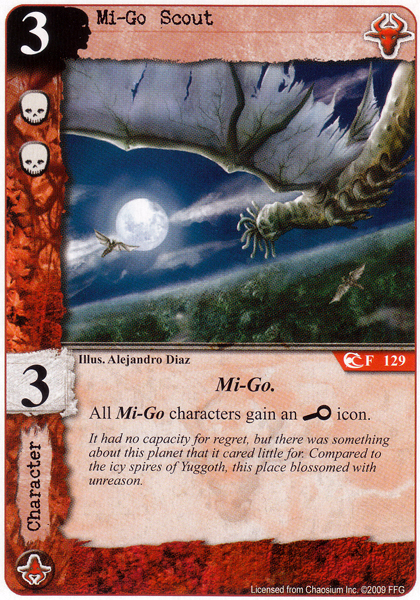 3
Mi-Go Scout
Illus. Alejandro Diaz
F 129
3
Mi-Go.
All Mi-Go characters gain an icon.
It had no capacity for regret, but there was something
about this planet that it cared little for. Compared to
the icy spires of Yuggoth, this place blossomed with
unreason.
Character
Licensed from Chaosium Inc. ©2009 FFG